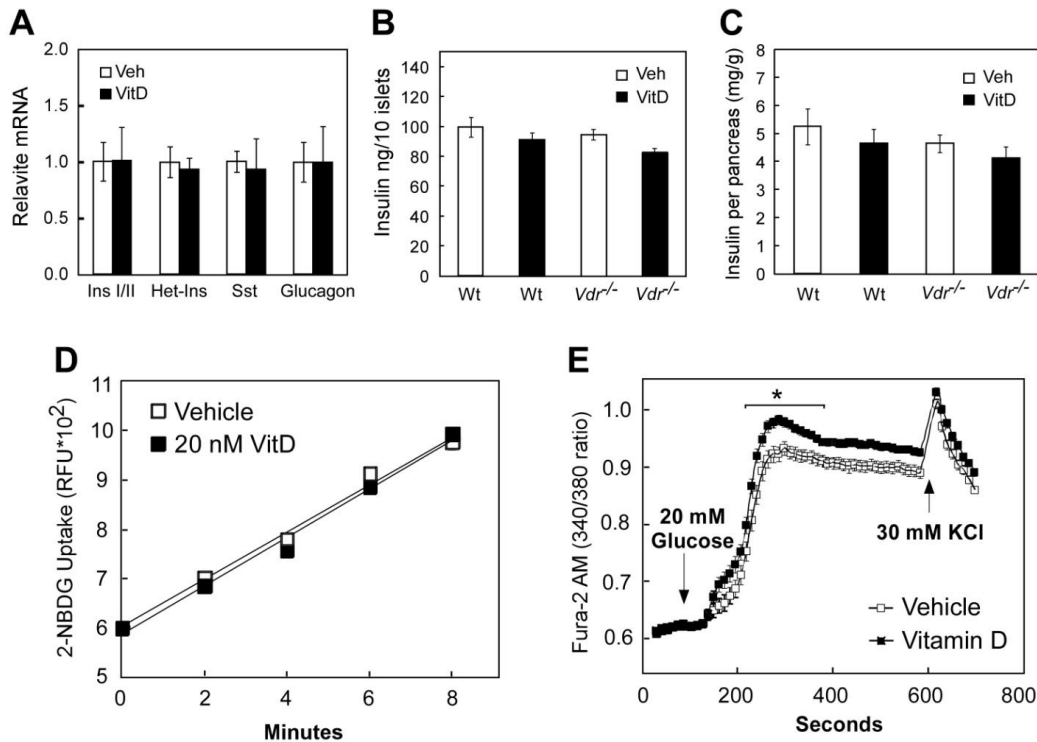 A
Relavite mRNA
2.0
1.5
1.0
0.5
0.0
Veh
VitD
Ins I/II Het-Ins Sst Glucagon
B
Insulin ng/10 islets
140
120
100
80
60
40
20
0
Veh
VitD
Wt Wt Vdr-/- Vdr-/-
C
Insulin per pancreas (mg/g)
8
7
6
5
4
3
2
1
0
Veh
VitD
Wt Wt Vdr-/- Vdr-/-
D
2-NBDG Uptake (RFU*10²)
11
10
9
8
7
6
5
Vehicle
20 nM VitD
0 2 4 6 8
Minutes
E
Fura-2 AM (340/380 ratio)
1.0
0.9
0.8
0.7
0.6
*
20 mM
Glucose
30 mM KCl
Vehicle
Vitamin D
0 200 400 600 800
Seconds